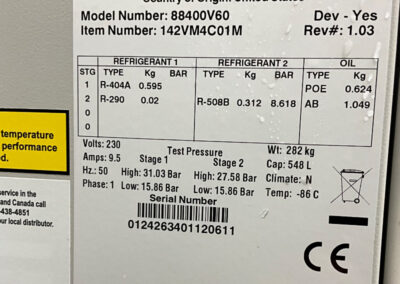 Country of Origin: United States
Model Number: 88400V60 Dev - Yes
Item Number: 142VM4C01M Rev#: 1.03
REFRIGERANT 1 REFRIGERANT 2 OIL
STG TYPE Kg BAR TYPE Kg BAR TYPE Kg
1 R-404A 0.595 POE 0.624
2 R-290 0.02 R-508B 0.312 8.618 AB 1.049
0
0
Volts: 230 Test Pressure Wt: 282 kg
Amps: 9.5 Stage 1 Stage 2 Cap: 548 L
Hz.: 50 High: 31.03 Bar High: 27.58 Bar Climate: N
Phase: 1 Low: 15.86 Bar Low: 15.86 Bar Temp: -86 C
Serial Number
0124263401120611
CE
temperature
performance
ed.
service in the
and Canada call
-438-4851
ur local distributor.